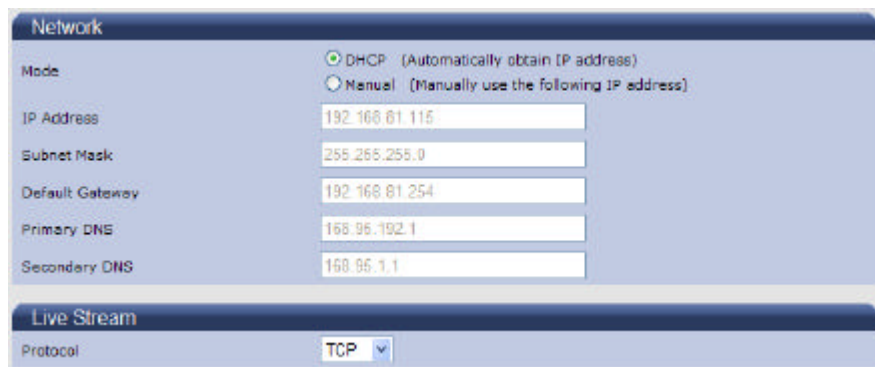 Network
Mode
DHCP (Automatically obtain IP address)
Manual (Manually use the following IP address)
IP Address 192.168.81.115
Subnet Mask 255.255.255.0
Default Gateway 192.168.81.254
Primary DNS 168.95.192.1
Secondary DNS 168.95.1.1
Live Stream
Protocol TCP